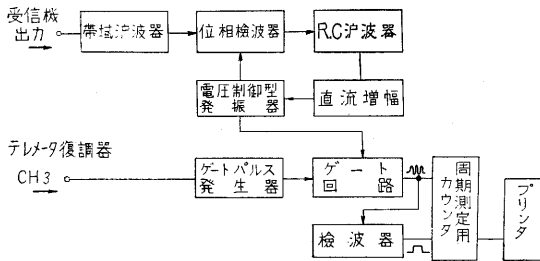 受信機
出力
帯域沪波器
位相検波器
R.C沪波器
電圧制御型
発振器
直流増幅
テレメータ復調器
CH3
ゲートパルス
発生器
ゲート
回路
検波器
周期測定用
カウンタ
プリンタ